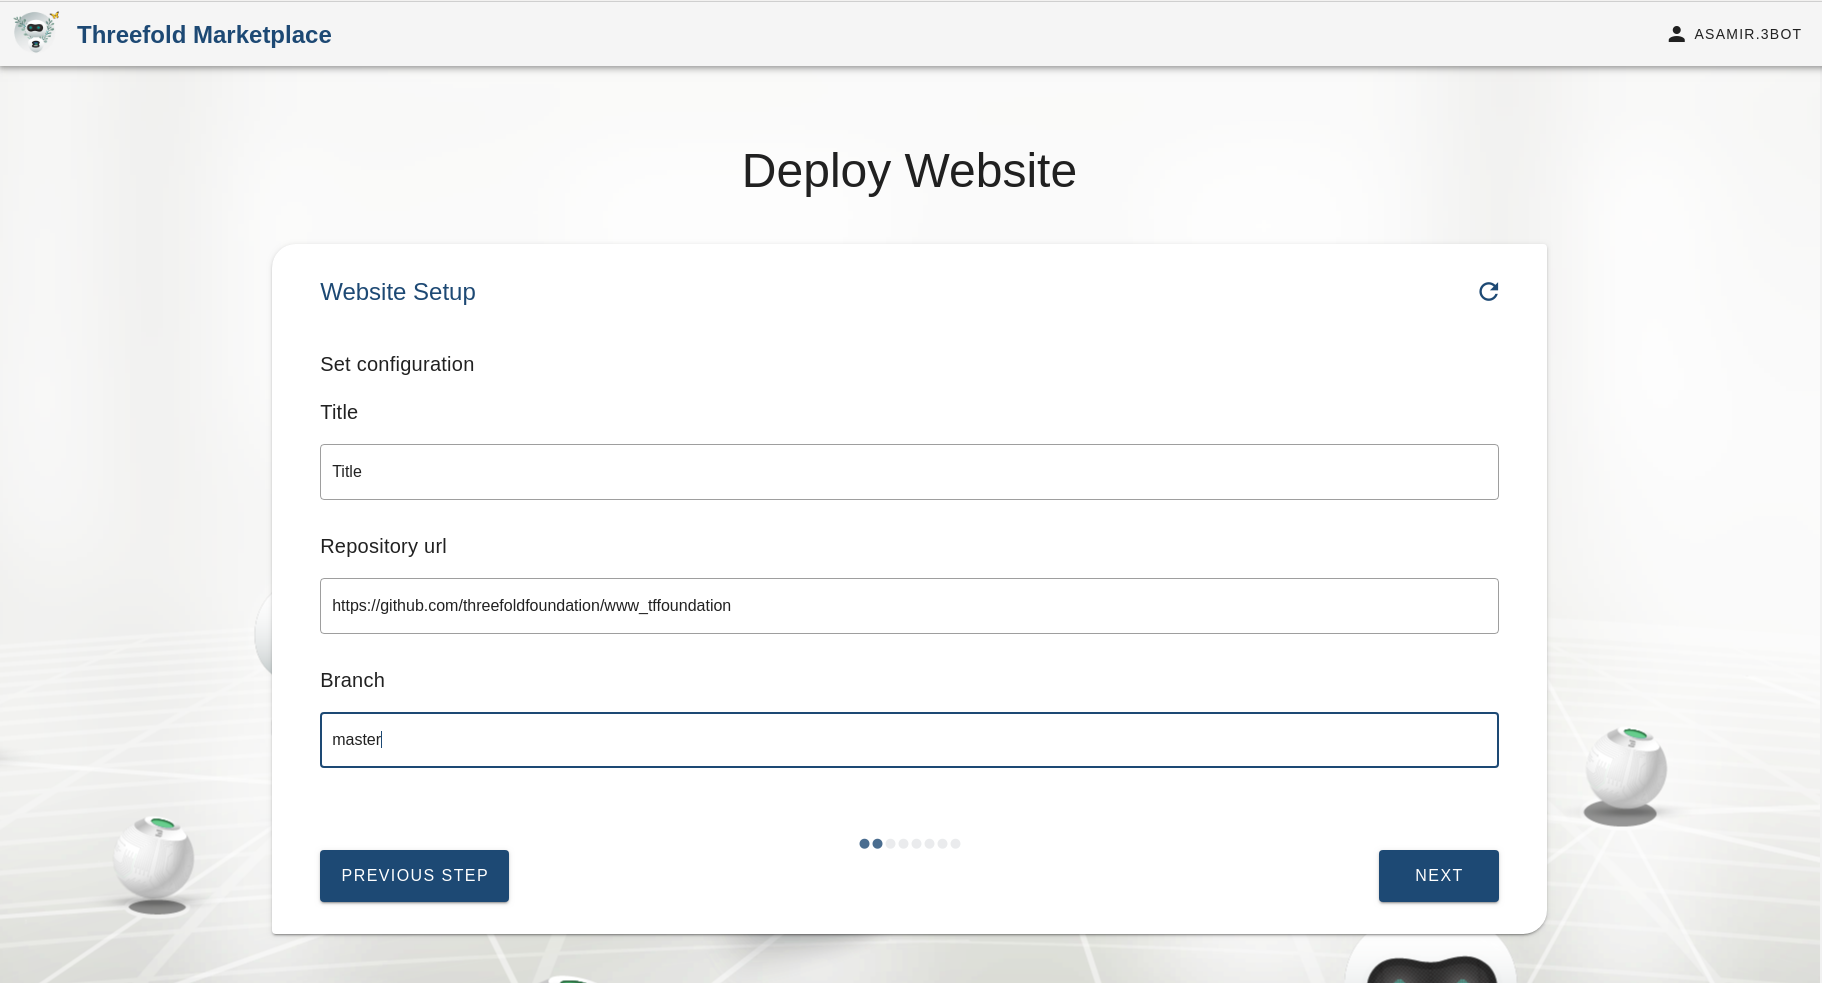 Threefold Marketplace
ASAMIR.3BOT
Deploy Website
Website Setup
Set configuration
Title
Title
Repository url
https://github.com/threefoldfoundation/www_tffoundation
Branch
master
PREVIOUS STEP
NEXT